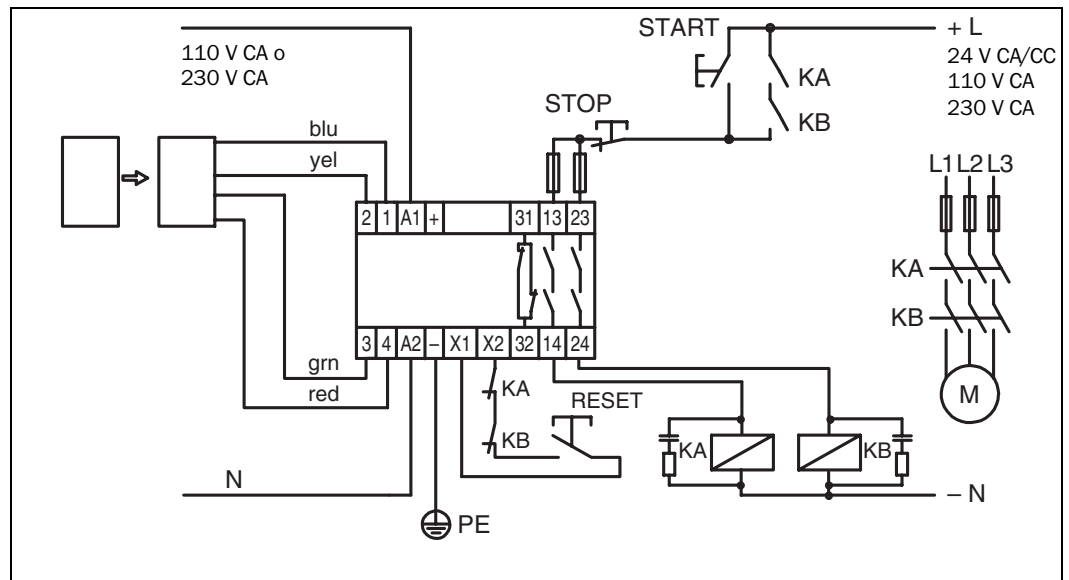 START
+ L
110 V CA o
230 V CA
24 V CA/CC
110 V CA
230 V CA
KA
KB
STOP
blu
yel
L1 L2 L3
2 1 A1 + 31 13 23
KA
KB
3 4 A2 – X1 X2 32 14 24
grn
red
KA
KB
RESET
M
KA
KB
N
– N
PE